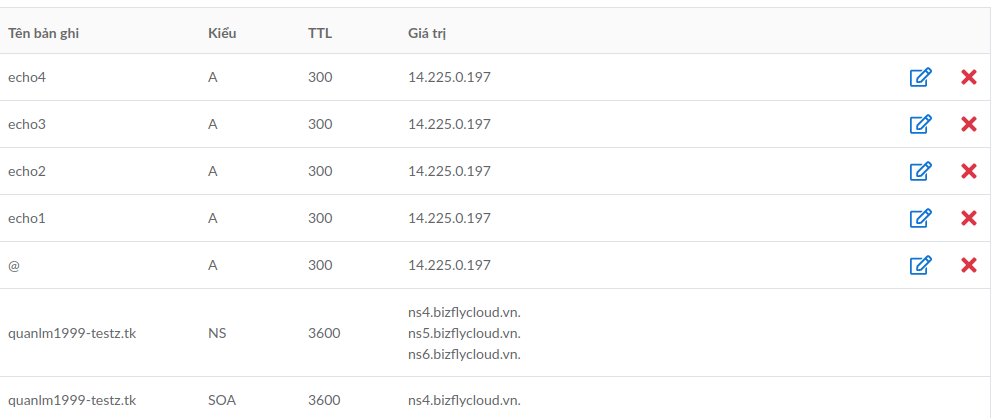 Tên bản ghi Kiểu TTL Giá trị
echo4 A 300 14.225.0.197
echo3 A 300 14.225.0.197
echo2 A 300 14.225.0.197
echo1 A 300 14.225.0.197
@ A 300 14.225.0.197
ns4.bizflycloud.vn.
quanlm1999-testz.tk NS 3600 ns5.bizflycloud.vn.
ns6.bizflycloud.vn.
quanlm1999-testz.tk SOA 3600 ns4.bizflycloud.vn.